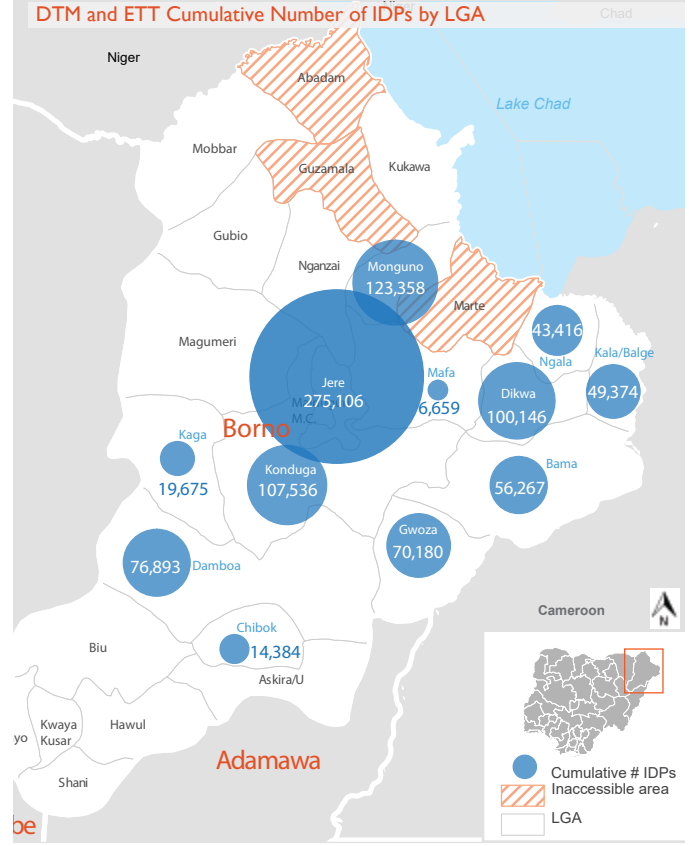 DTM and ETT Cumulative Number of IDPs by LGA
Chad
Niger
Abadam
Lake Chad
Mobbar
Guzamala
Kukawa
Gubio
Nganzai
Monguno
123,358
Marte
Magumeri
43,416
Ngala
Kala/Balge
Mafa
6,659
Jere
275,106
M.C.
Dikwa
100,146
49,374
Borno
Kaga
19,675
Konduga
107,536
Bama
56,267
Gwoza
70,180
76,893
Damboa
Cameroon
N
Chibok
14,384
Biu
Askira/U
Kwaya
Kusar
yo
Hawul
Adamawa
Shani
be
Cumulative # IDPs
Inaccessible area
LGA